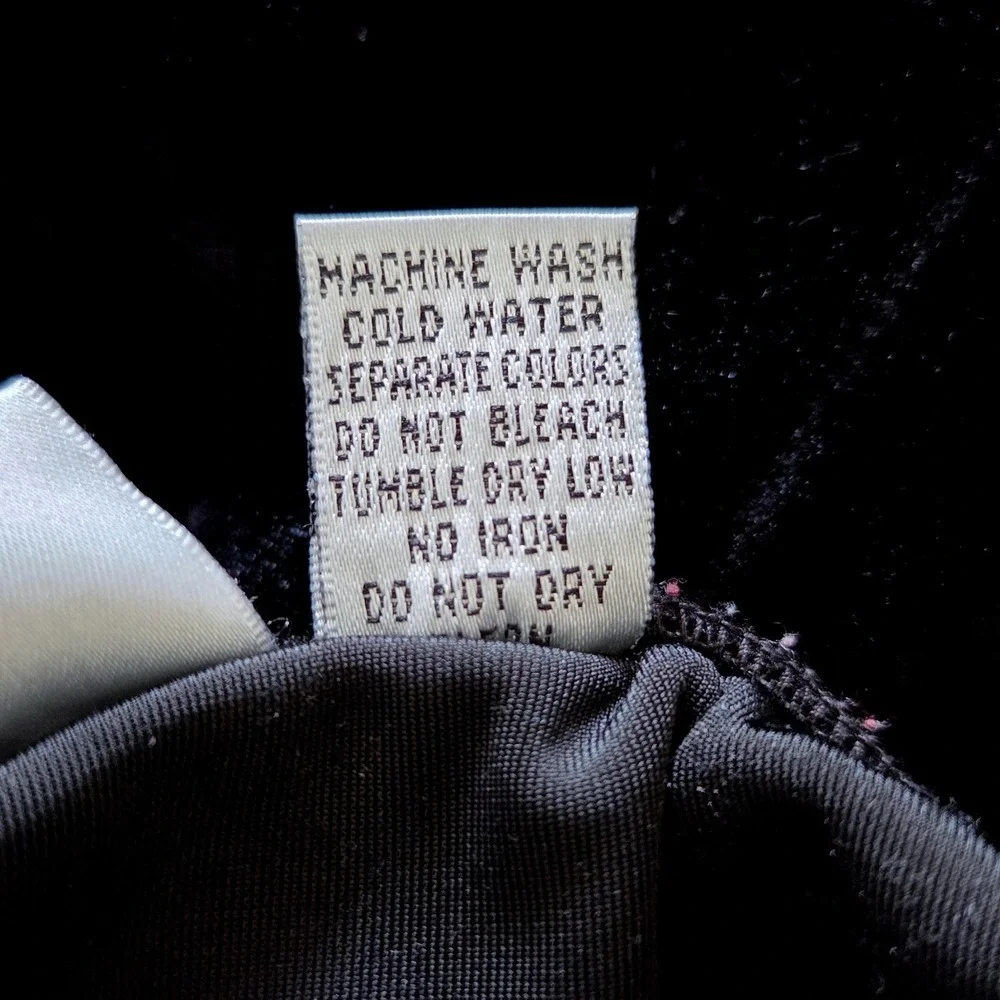 MACHINE WASH
COLD WATER
SEPARATE COLORS
DO NOT BLEACH
TUMBLE DRY LOW
NO IRON
DO NOT DRY